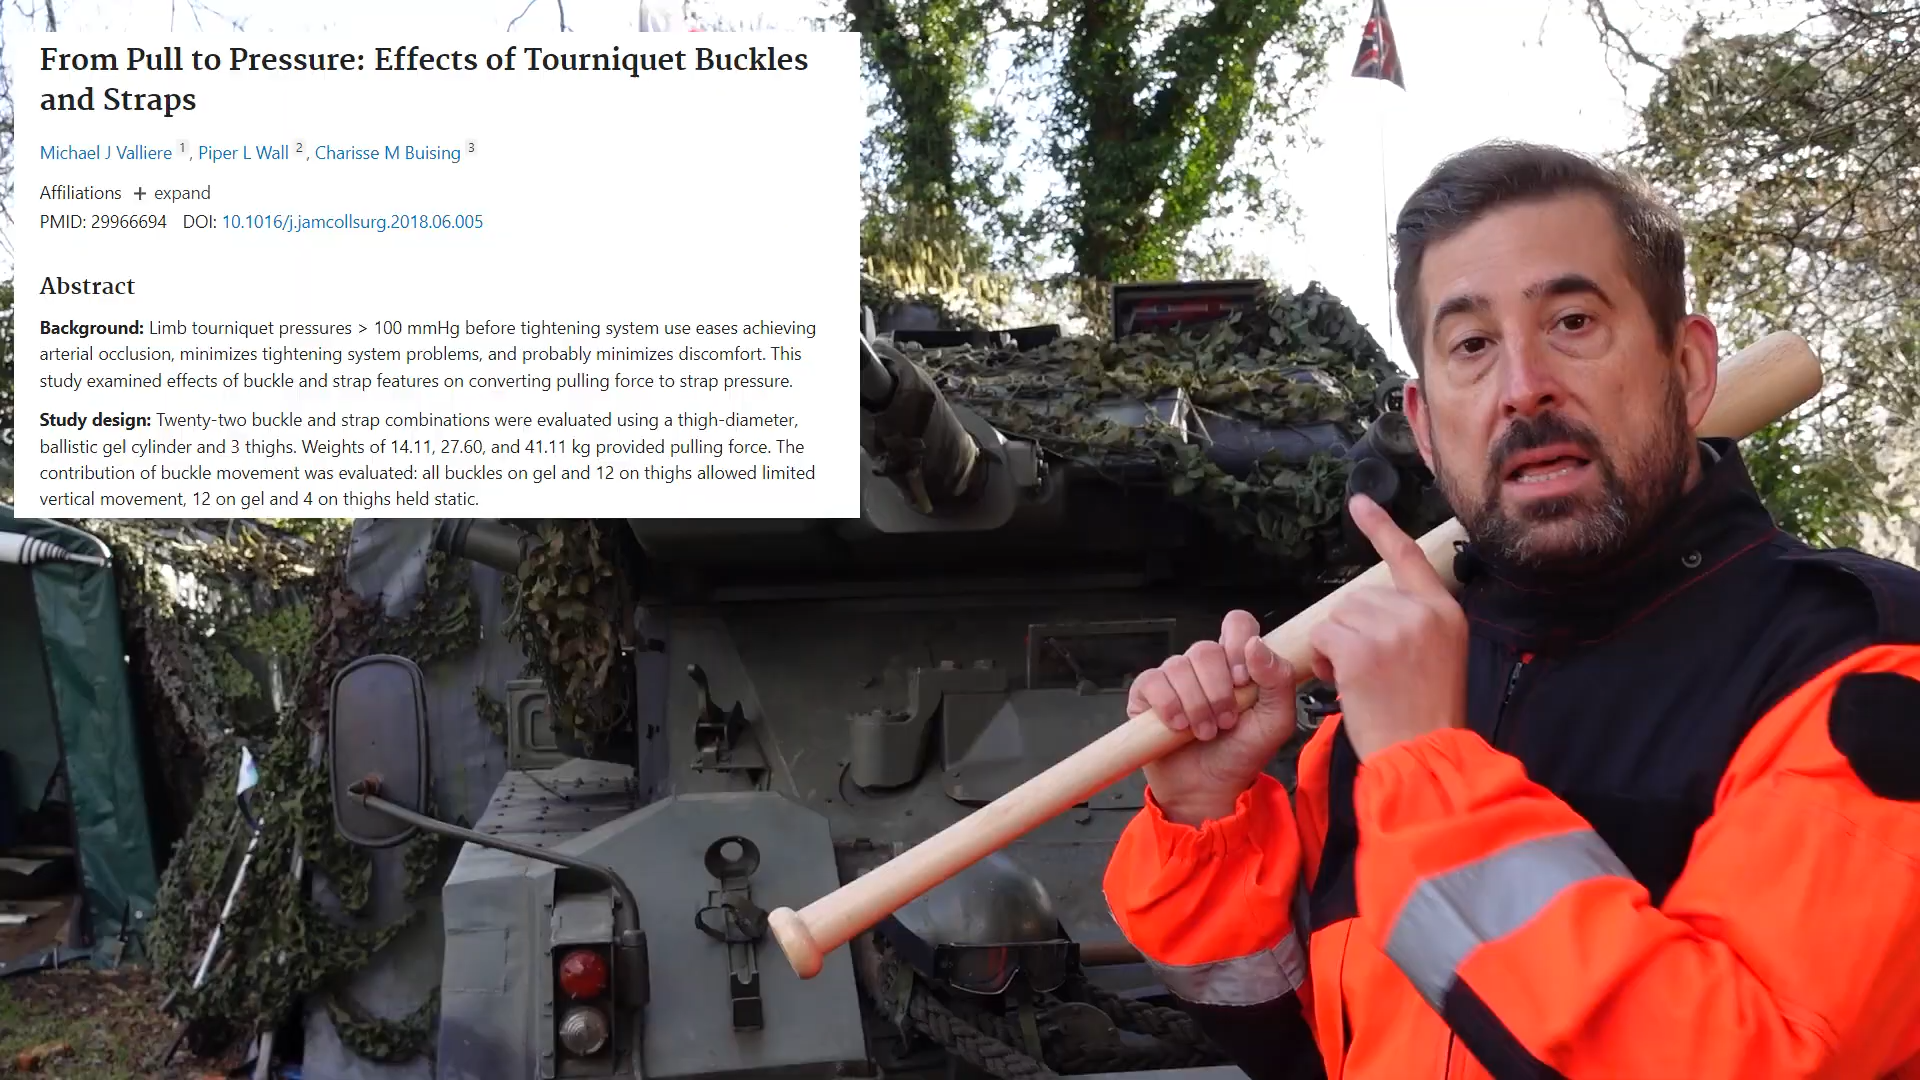 From Pull to Pressure: Effects of Tourniquet Buckles
and Straps
Michael J Valliere 1, Piper L Wall 2, Charisse M Buising 3
Affiliations + expand
PMID: 29966694 DOI: 10.1016/j.jamcollsurg.2018.06.005
Abstract
Background: Limb tourniquet pressures > 100 mmHg before tightening system use eases achieving
arterial occlusion, minimizes tightening system problems, and probably minimizes discomfort. This
study examined effects of buckle and strap features on converting pulling force to strap pressure.
Study design: Twenty-two buckle and strap combinations were evaluated using a thigh-diameter,
ballistic gel cylinder and 3 thighs. Weights of 14.11, 27.60, and 41.11 kg provided pulling force. The
contribution of buckle movement was evaluated: all buckles on gel and 12 on thighs allowed limited
vertical movement, 12 on gel and 4 on thighs held static.